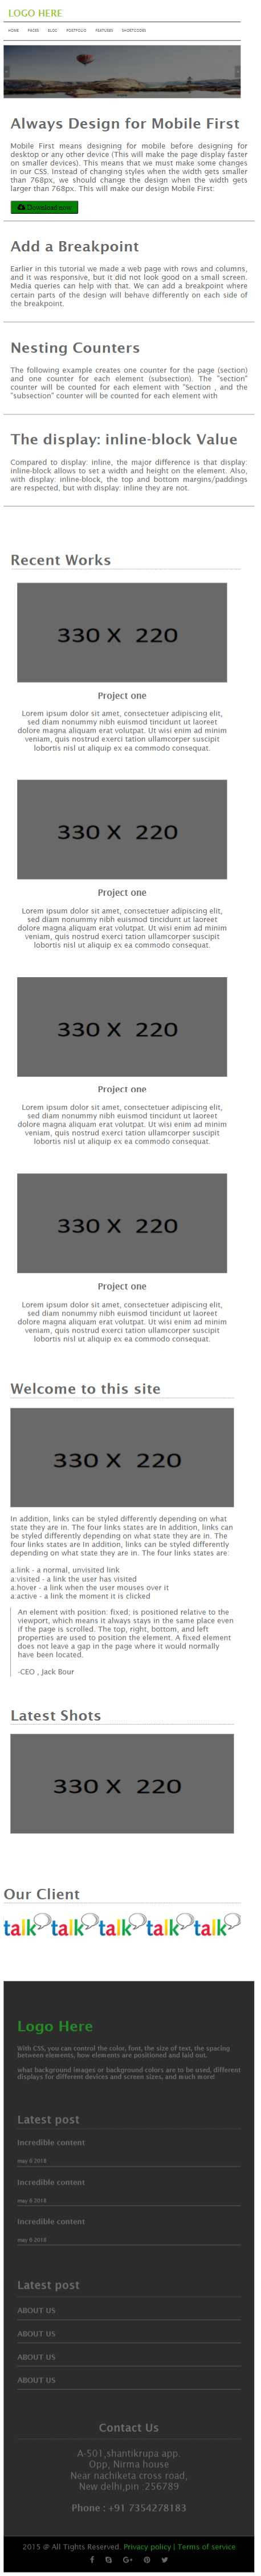 LOGO HERE
HOME PAGES BLOG PORTFOLIO FEATURES SHORTCODES
Always Design for Mobile First
Mobile First means designing for mobile before designing for
desktop or any other device (This will make the page display faster
on smaller devices). This means that we must make some changes
in our CSS. Instead of changing styles when the width gets smaller
than 768px, we should change the design when the width gets
larger than 768px. This will make our design Mobile First:
Download now
Add a Breakpoint
Earlier in this tutorial we made a web page with rows and columns,
and it was responsive, but it did not look good on a small screen.
Media queries can help with that. We can add a breakpoint where
certain parts of the design will behave differently on each side of
the breakpoint.
Nesting Counters
The following example creates one counter for the page (section)
and one counter for each element (subsection). The "section"
counter will be counted for each element with "Section , and the
"subsection" counter will be counted for each element with
The display: inline-block Value
Compared to display: inline, the major difference is that display:
inline-block allows to set a width and height on the element. Also,
with display: inline-block, the top and bottom margins/paddings
are respected, but with display: inline they are not.
Recent Works
330 X 220
Project one
Lorem ipsum dolor sit amet, consectetuer adipiscing elit,
sed diam nonummy nibh euismod tincidunt ut laoreet
dolore magna aliquam erat volutpat. Ut wisi enim ad minim
veniam, quis nostrud exerci tation ullamcorper suscipit
lobortis nisl ut aliquip ex ea commodo consequat.
330 X 220
Project one
Lorem ipsum dolor sit amet, consectetuer adipiscing elit,
sed diam nonummy nibh euismod tincidunt ut laoreet
dolore magna aliquam erat volutpat. Ut wisi enim ad minim
veniam, quis nostrud exerci tation ullamcorper suscipit
lobortis nisl ut aliquip ex ea commodo consequat.
330 X 220
Project one
Lorem ipsum dolor sit amet, consectetuer adipiscing elit,
sed diam nonummy nibh euismod tincidunt ut laoreet
dolore magna aliquam erat volutpat. Ut wisi enim ad minim
veniam, quis nostrud exerci tation ullamcorper suscipit
lobortis nisl ut aliquip ex ea commodo consequat.
330 X 220
Project one
Lorem ipsum dolor sit amet, consectetuer adipiscing elit,
sed diam nonummy nibh euismod tincidunt ut laoreet
dolore magna aliquam erat volutpat. Ut wisi enim ad minim
veniam, quis nostrud exerci tation ullamcorper suscipit
lobortis nisl ut aliquip ex ea commodo consequat.
Welcome to this site
330 X 220
In addition, links can be styled differently depending on what
state they are in. The four links states are In addition, links can
be styled differently depending on what state they are in. The
four links states are In addition, links can be styled differently
depending on what state they are in. The four links states are:
a:link - a normal, unvisited link
a:visited - a link the user has visited
a:hover - a link when the user mouses over it
a:active - a link the moment it is clicked
An element with position: fixed; is positioned relative to the
viewport, which means it always stays in the same place even
if the page is scrolled. The top, right, bottom, and left
properties are used to position the element. A fixed element
does not leave a gap in the page where it would normally
have been located.
-CEO , Jack Bour
Latest Shots
330 X 220
Our Client
talk talk talk talk talk
Logo Here
With CSS, you can control the color, font, the size of text, the spacing
between elements, how elements are positioned and laid out.
what background images or background colors are to be used, different
displays for different devices and screen sizes, and much more!
Latest post
Incredible content
may 8 2018
Incredible content
may 8 2018
Incredible content
may 8 2018
Latest post
ABOUT US
ABOUT US
ABOUT US
ABOUT US
Contact Us
A-501,shantikrupa app.
Opp, Nirma house
Near nachiketa cross road,
New delhi,pin :256789
Phone : +91 7354278183
2015 @ All Tights Reserved. Privacy policy | Terms of service